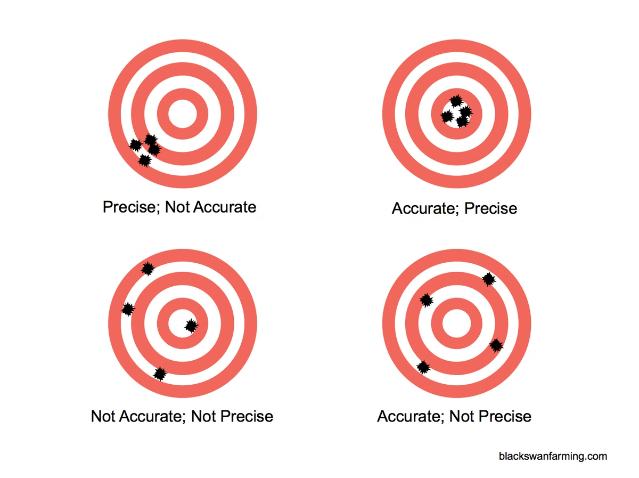 Precise; Not Accurate
Accurate; Precise
Not Accurate; Not Precise
Accurate; Not Precise
blackswanfarming.com